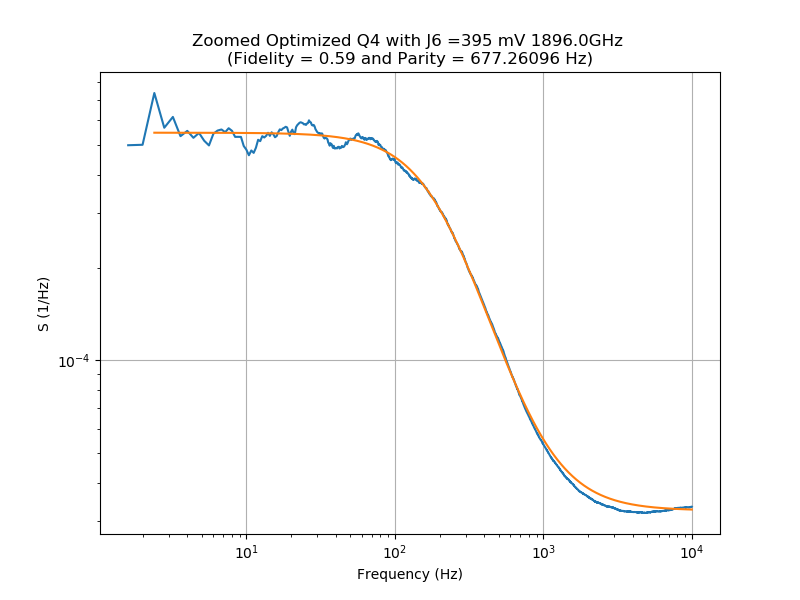 Zoomed Optimized Q4 with J6 =395 mV 1896.0GHz
(Fidelity = 0.59 and Parity = 677.26096 Hz)
S (1/Hz)
10⁻⁴
10¹ 10² 10³ 10⁴
Frequency (Hz)